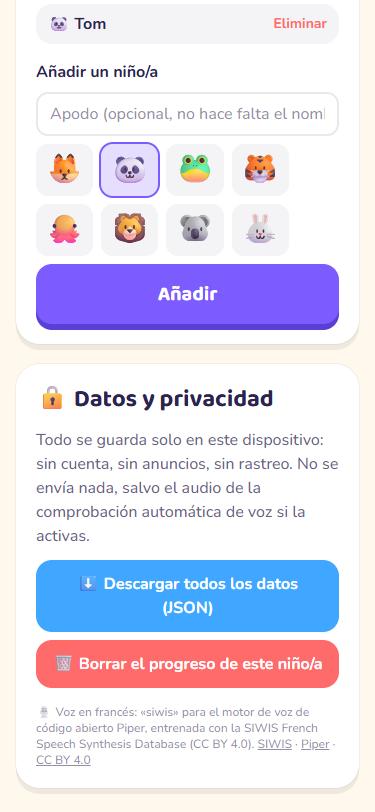 Tom Eliminar
Añadir un niño/a
Apodo (opcional, no hace falta el
Añadir
Datos y privacidad
Todo se guarda solo en este dispositivo:
sin cuenta, sin anuncios, sin rastreo. No se
envía nada, salvo el audio de la
comprobación automática de voz si la
activas.
Descargar todos los datos
(JSON)
Borrar el progreso de este niño/a
Voz en francés: «siwis» para el motor de voz de
código abierto Piper, entrenada con la SIWIS French
Speech Synthesis Database (CC BY 4.0). SIWIS · Piper ·
CC BY 4.0